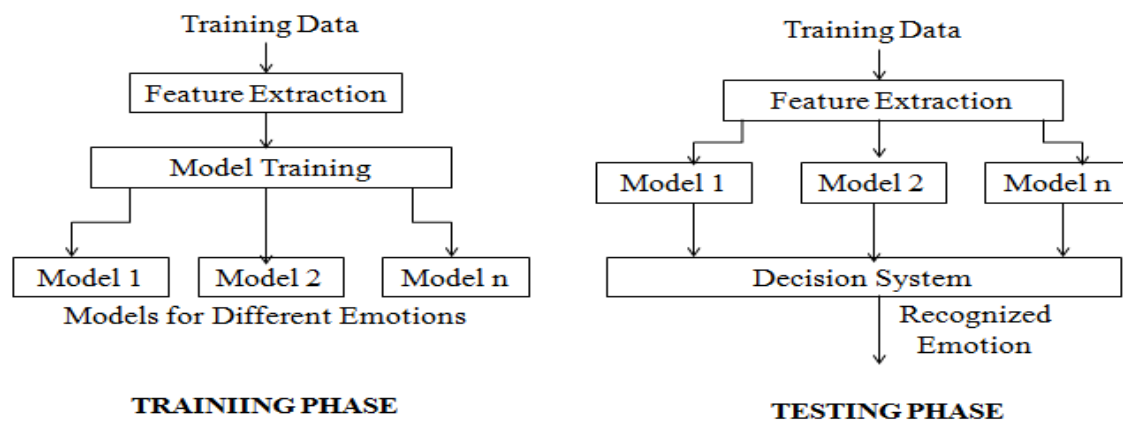 Training Data
Feature Extraction
Model Training
Model 1
Model 2
Model n
Models for Different Emotions
TRAINIING PHASE
Training Data
Feature Extraction
Model 1
Model 2
Model n
Decision System
Recognized
Emotion
TESTING PHASE